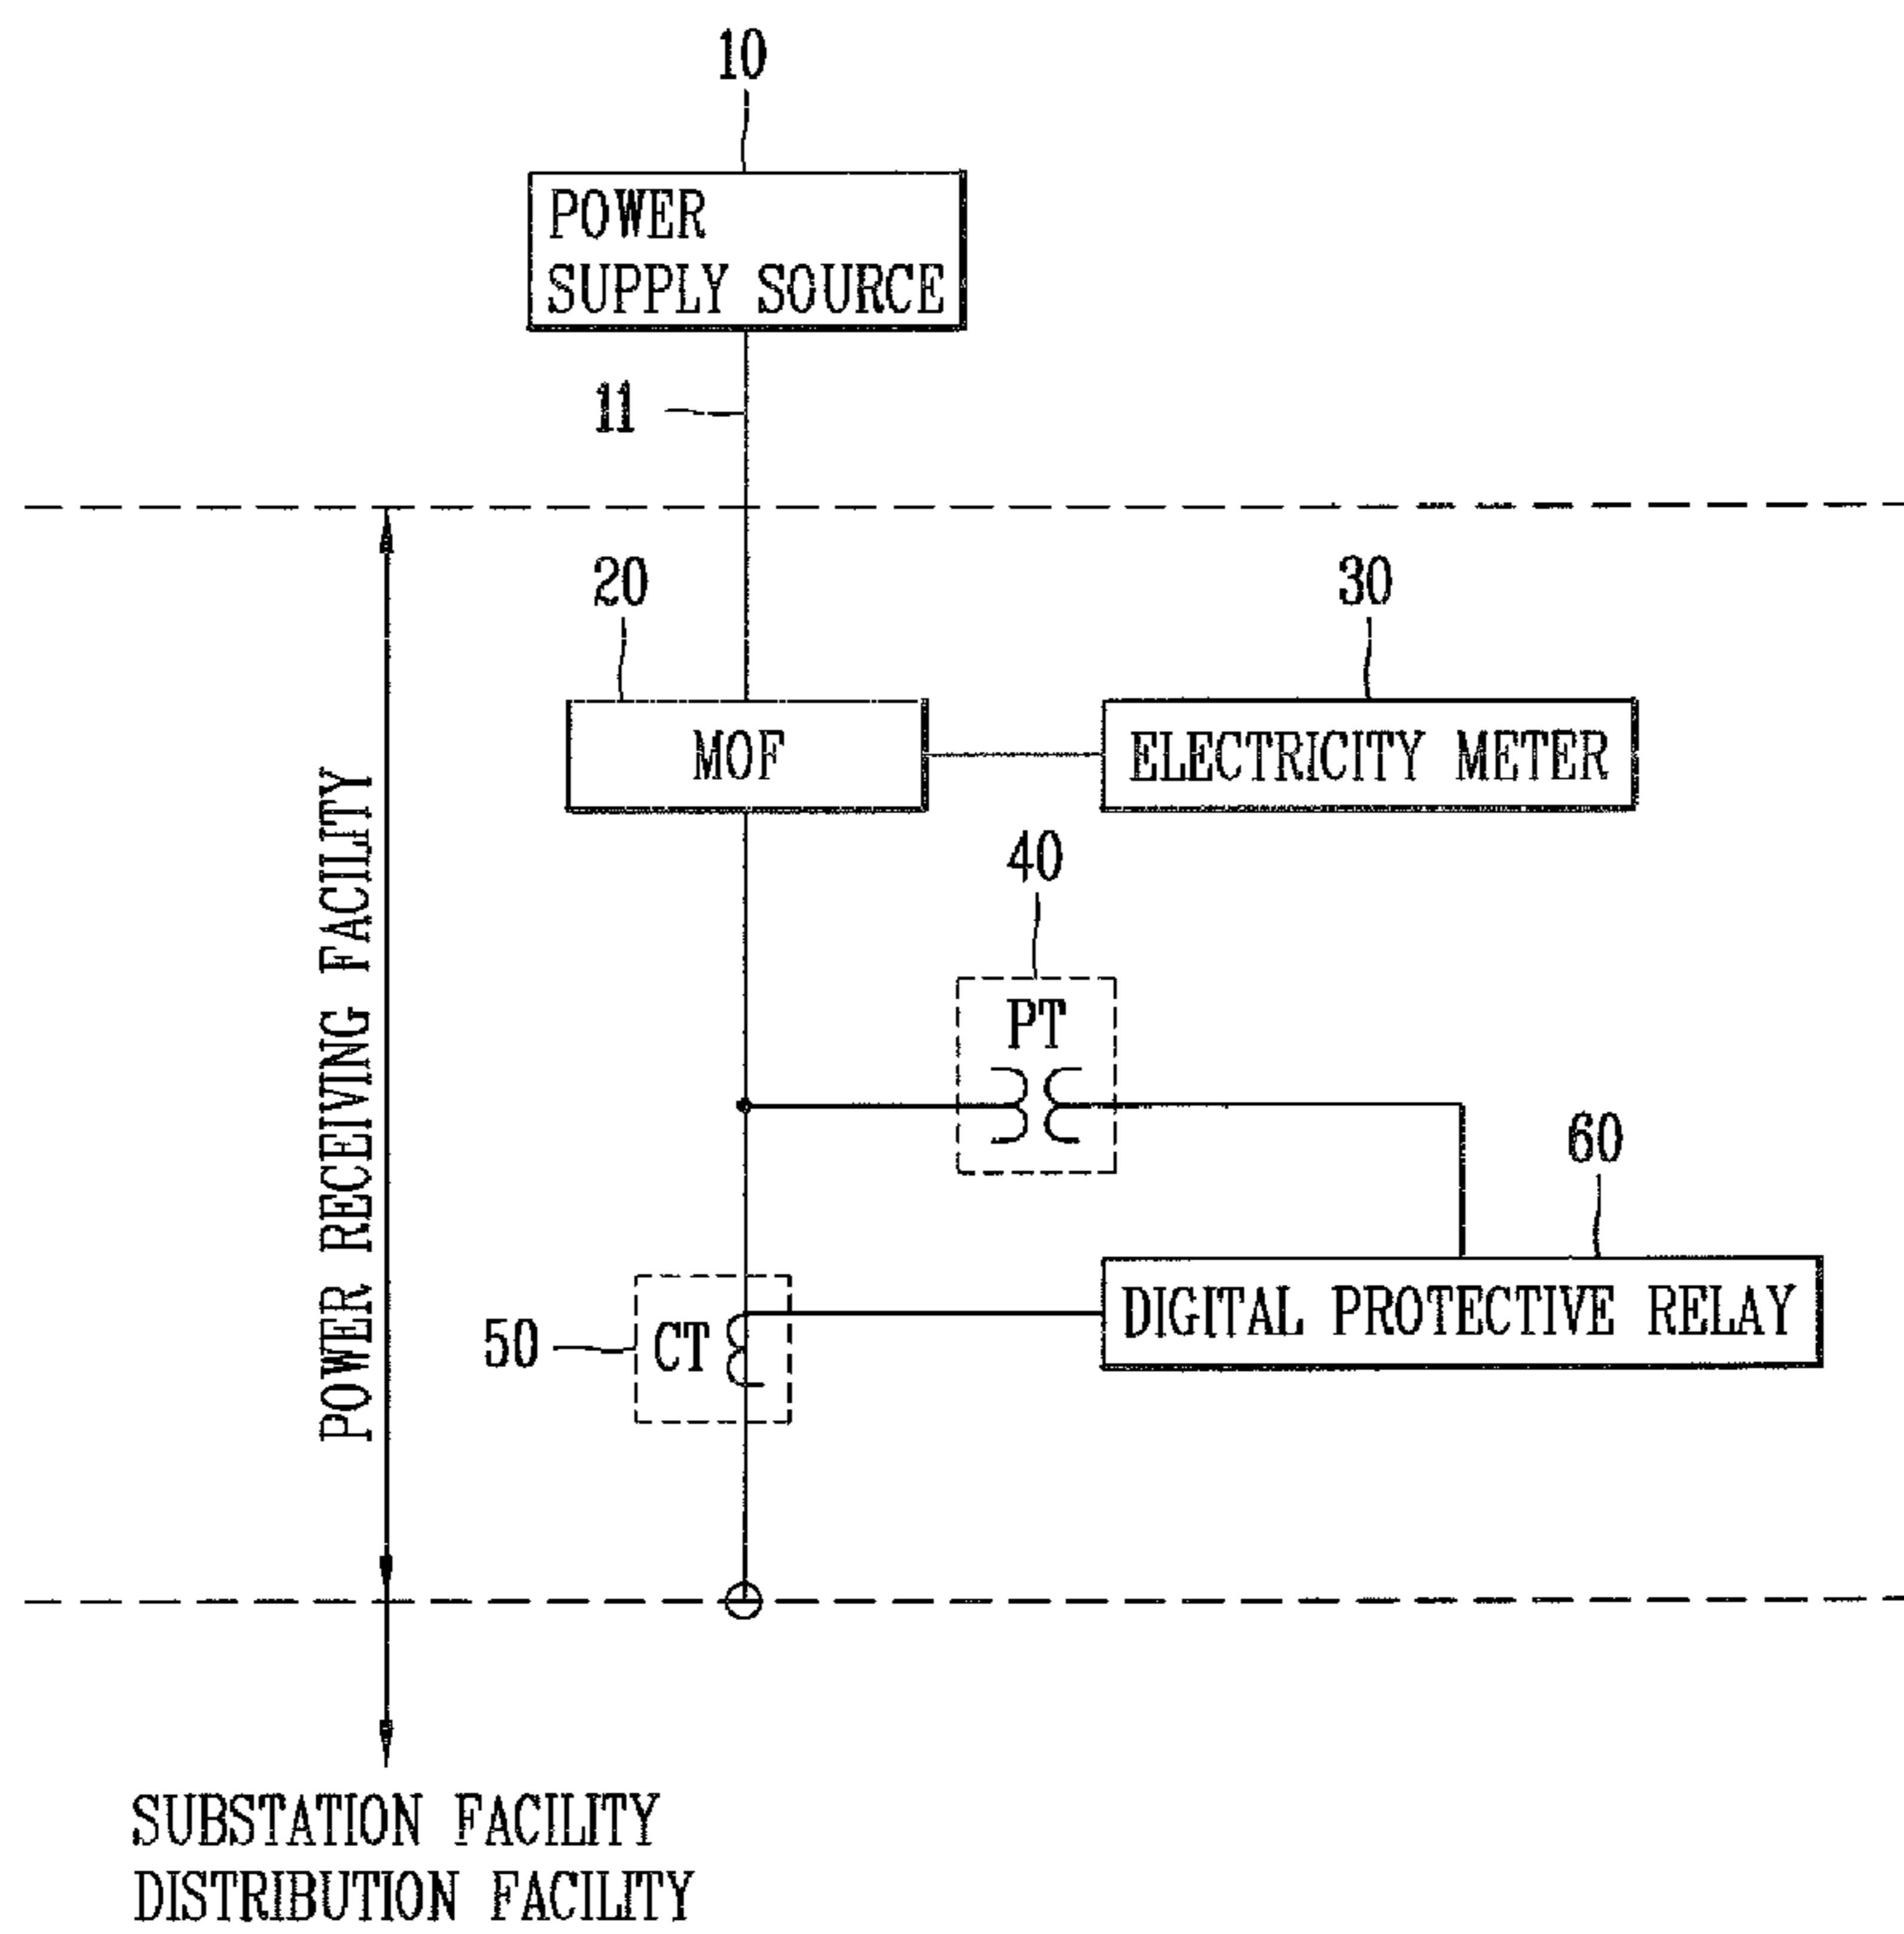 10
POWER
SUPPLY SOURCE
11
20
30
MOF
ELECTRICITY METER
40
PT
60
POWER RECEIVING FACILITY
DIGITAL PROTECTIVE RELAY
50
CT
SUBSTATION FACILITY
DISTRIBUTION FACILITY